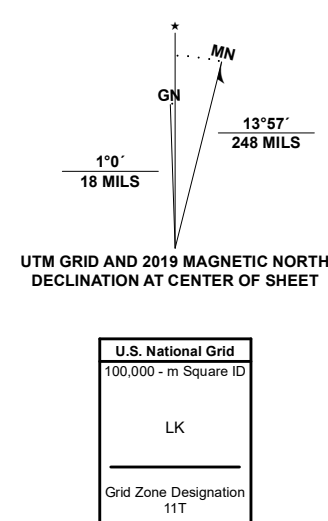 ★
MN
GN
13°57´
248 MILS
1°0´
18 MILS
UTM GRID AND 2019 MAGNETIC NORTH
DECLINATION AT CENTER OF SHEET
U.S. National Grid
100,000 - m Square ID
LK
Grid Zone Designation
11T